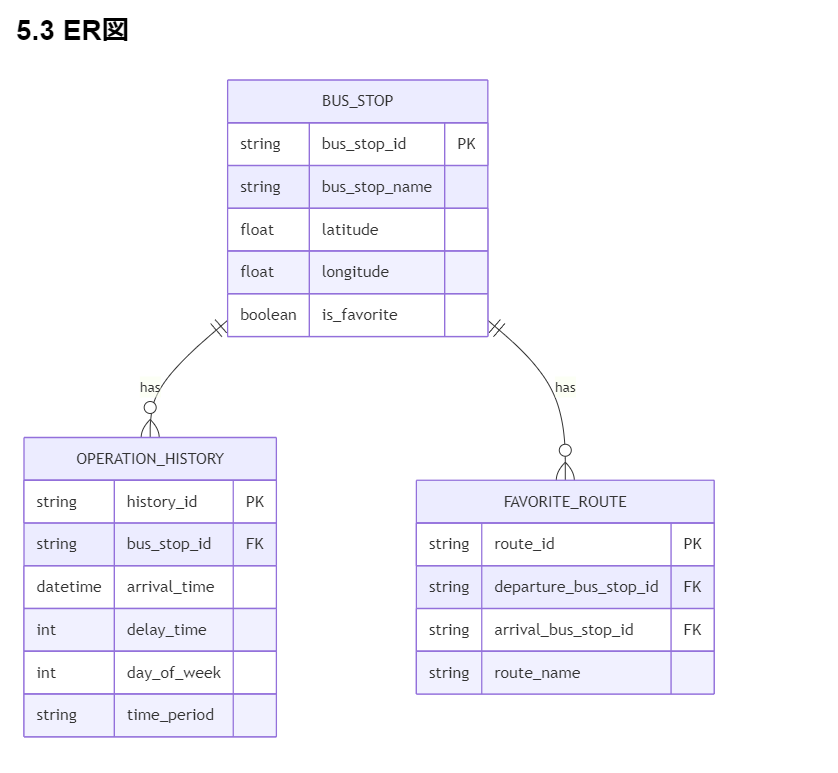 5.3 ER図
BUS_STOP
string bus_stop_id PK
string bus_stop_name
float latitude
float longitude
boolean is_favorite
has
has
OPERATION_HISTORY
string history_id PK
string bus_stop_id FK
datetime arrival_time
int delay_time
int day_of_week
string time_period
FAVORITE_ROUTE
string route_id PK
string departure_bus_stop_id FK
string arrival_bus_stop_id FK
string route_name